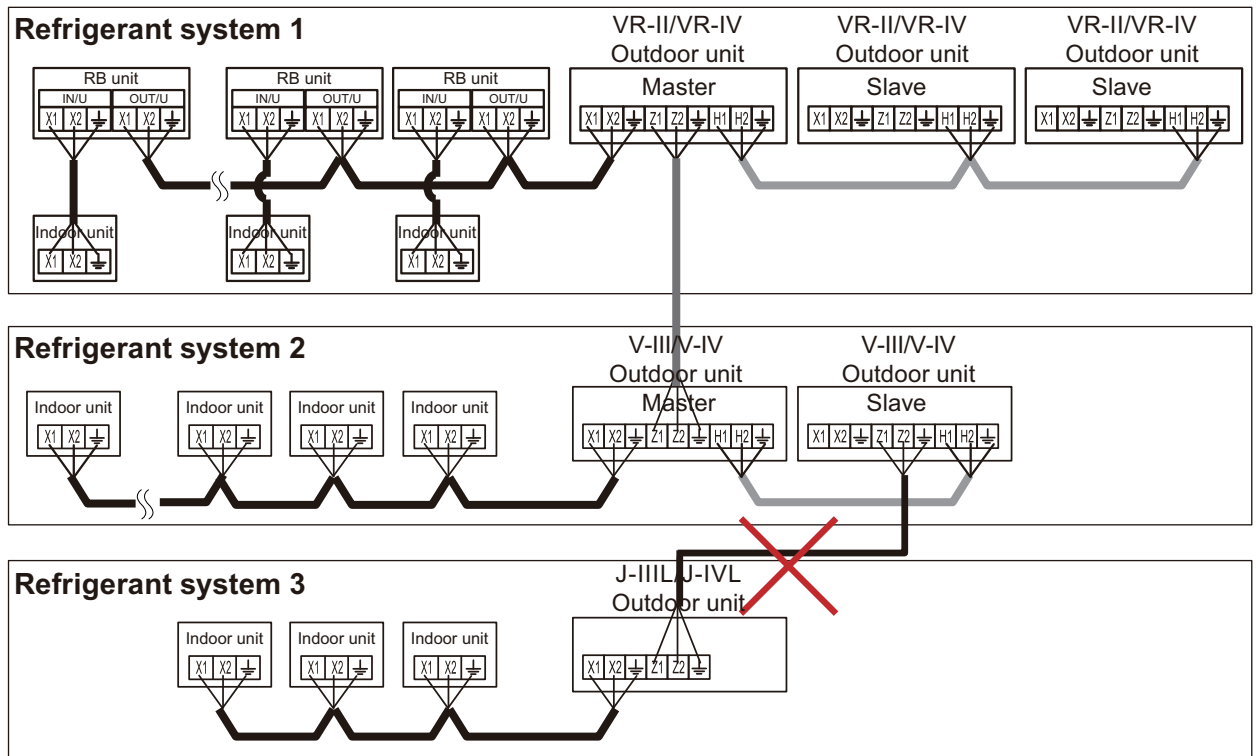 Refrigerant system 1
VR-II/VR-IV
Outdoor unit
Master
VR-II/VR-IV
Outdoor unit
Slave
VR-II/VR-IV
Outdoor unit
Slave
RB unit
IN/U OUT/U
X1 X2 X1 X2
RB unit
IN/U OUT/U
X1 X2 X1 X2
RB unit
IN/U OUT/U
X1 X2 X1 X2
X1 X2 Z1 Z2 H1 H2
X1 X2 Z1 Z2 H1 H2
X1 X2 Z1 Z2 H1 H2
Indoor unit
X1 X2
Indoor unit
X1 X2
Indoor unit
X1 X2
Refrigerant system 2
V-III/V-IV
Outdoor unit
Master
V-III/V-IV
Outdoor unit
Slave
Indoor unit
X1 X2
Indoor unit
X1 X2
Indoor unit
X1 X2
Indoor unit
X1 X2
X1 X2 Z1 Z2 H1 H2
X1 X2 Z1 Z2 H1 H2
Refrigerant system 3
J-IIIL/J-IVL
Outdoor unit
Indoor unit
X1 X2
Indoor unit
X1 X2
Indoor unit
X1 X2
X1 X2 Z1 Z2